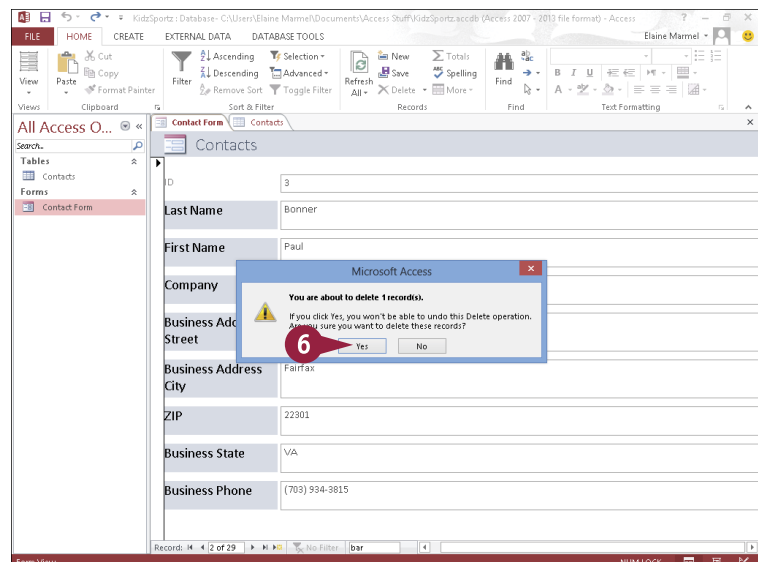 KidzSportz : Database- C:\Users\Elaine Marmel\Documents\Access Stuff\KidzSportz.accdb (Access 2007 - 2013 file format) - Access
FILE HOME CREATE EXTERNAL DATA DATABASE TOOLS Elaine Marmel
View
Views
Paste
Cut
Copy
Format Painter
Clipboard
Filter
Ascending
Descending
Remove Sort
Selection
Advanced
Toggle Filter
Sort & Filter
Refresh All
New
Save
Delete
Totals
Spelling
More
Records
Find
Find
B I U
A
Text Formatting
All Access O...
Search..
Tables
Contacts
Forms
Contact Form
Contact Form Contacts
Contacts
ID 3
Last Name Bonner
First Name Paul
Company
Business Add
Street
Microsoft Access
You are about to delete 1 record(s).
If you click Yes, you won't be able to undo this Delete operation.
Are you sure you want to delete these records?
6 Yes No
Business Address Fairfax
City
ZIP 22301
Business State VA
Business Phone (703) 934-3815
Record: 2 of 29 No Filter bar
Form View NUM LOCK